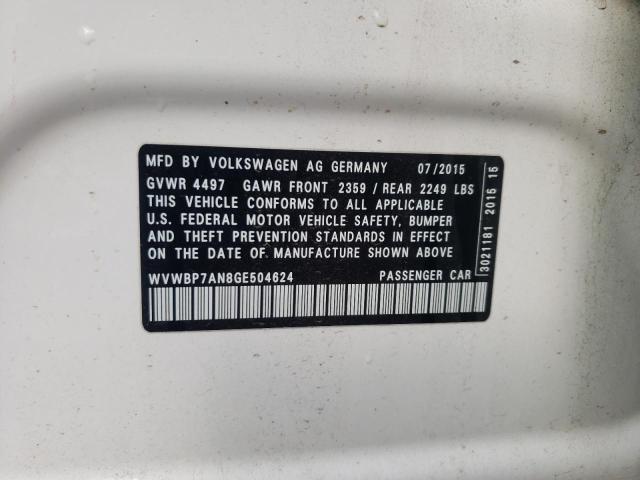 MFD BY VOLKSWAGEN AG GERMANY 07/2015
GVWR 4497 GAWR FRONT 2359 / REAR 2249 LBS
THIS VEHICLE CONFORMS TO ALL APPLICABLE
U.S. FEDERAL MOTOR VEHICLE SAFETY, BUMPER
AND THEFT PREVENTION STANDARDS IN EFFECT
ON THE DATE OF MANUFACTURE SHOWN ABOVE
WVWBP7AN8GE504624 PASSENGER CAR
3021181 2015 15